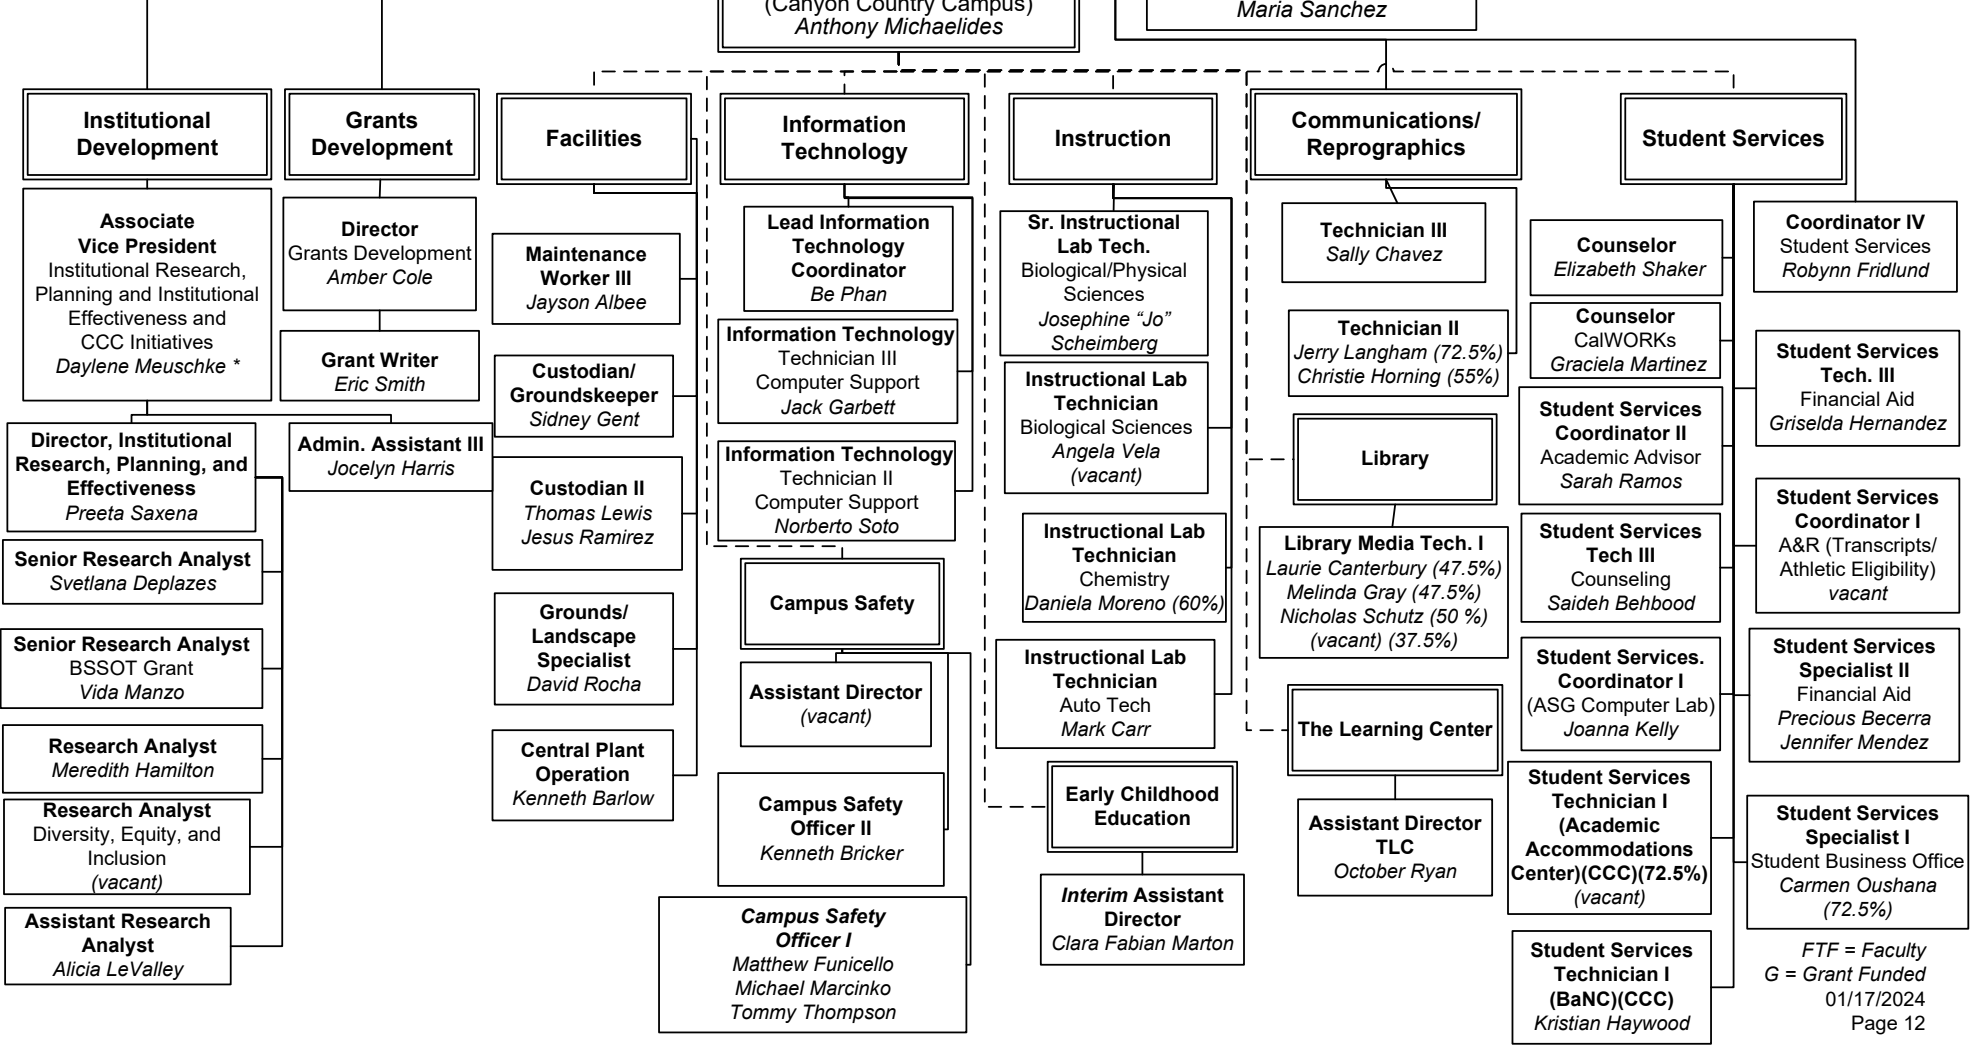 (Canyon Country Campus)
Anthony Michaelides
Maria Sanchez
Institutional
Development
Associate
Vice President
Institutional Research,
Planning and Institutional
Effectiveness and
CCC Initiatives
Daylene Meuschke *
Director, Institutional
Research, Planning, and
Effectiveness
Preeta Saxena
Senior Research Analyst
Svetlana Deplazes
Senior Research Analyst
BSSOT Grant
Vida Manzo
Research Analyst
Meredith Hamilton
Research Analyst
Diversity, Equity, and
Inclusion
(vacant)
Assistant Research
Analyst
Alicia LeValley
Grants
Development
Director
Grants Development
Amber Cole
Grant Writer
Eric Smith
Admin. Assistant III
Jocelyn Harris
Facilities
Maintenance
Worker III
Jayson Albee
Custodian/
Groundskeeper
Sidney Gent
Custodian II
Thomas Lewis
Jesus Ramirez
Grounds/
Landscape
Specialist
David Rocha
Central Plant
Operation
Kenneth Barlow
Information
Technology
Lead Information
Technology
Coordinator
Be Phan
Information Technology
Technician III
Computer Support
Jack Garbett
Information Technology
Technician II
Computer Support
Norberto Soto
Campus Safety
Assistant Director
(vacant)
Campus Safety
Officer II
Kenneth Bricker
Campus Safety
Officer I
Matthew Funicello
Michael Marcinko
Tommy Thompson
Instruction
Sr. Instructional
Lab Tech.
Biological/Physical
Sciences
Josephine “Jo”
Scheimberg
Instructional Lab
Technician
Biological Sciences
Angela Vela
(vacant)
Instructional Lab
Technician
Chemistry
Daniela Moreno (60%)
Instructional Lab
Technician
Auto Tech
Mark Carr
Early Childhood
Education
Interim Assistant
Director
Clara Fabian Marton
Communications/
Reprographics
Technician III
Sally Chavez
Technician II
Jerry Langham (72.5%)
Christie Horning (55%)
Library
Library Media Tech. I
Laurie Canterbury (47.5%)
Melinda Gray (47.5%)
Nicholas Schutz (50 %)
(vacant) (37.5%)
The Learning Center
Assistant Director
TLC
October Ryan
Student Services
Counselor
Elizabeth Shaker
Counselor
CalWORKs
Graciela Martinez
Student Services
Coordinator II
Academic Advisor
Sarah Ramos
Student Services
Tech III
Counseling
Saideh Behbood
Student Services.
Coordinator I
(ASG Computer Lab)
Joanna Kelly
Student Services
Technician I
(Academic
Accommodations
Center)(CCC)(72.5%)
(vacant)
Student Services
Technician I
(BaNC)(CCC)
Kristian Haywood
Coordinator IV
Student Services
Robynn Fridlund
Student Services
Tech. III
Financial Aid
Griselda Hernandez
Student Services
Coordinator I
A&R (Transcripts/
Athletic Eligibility)
vacant
Student Services
Specialist II
Financial Aid
Precious Becerra
Jennifer Mendez
Student Services
Specialist I
Student Business Office
Carmen Oushana
(72.5%)
FTF = Faculty
G = Grant Funded
01/17/2024
Page 12